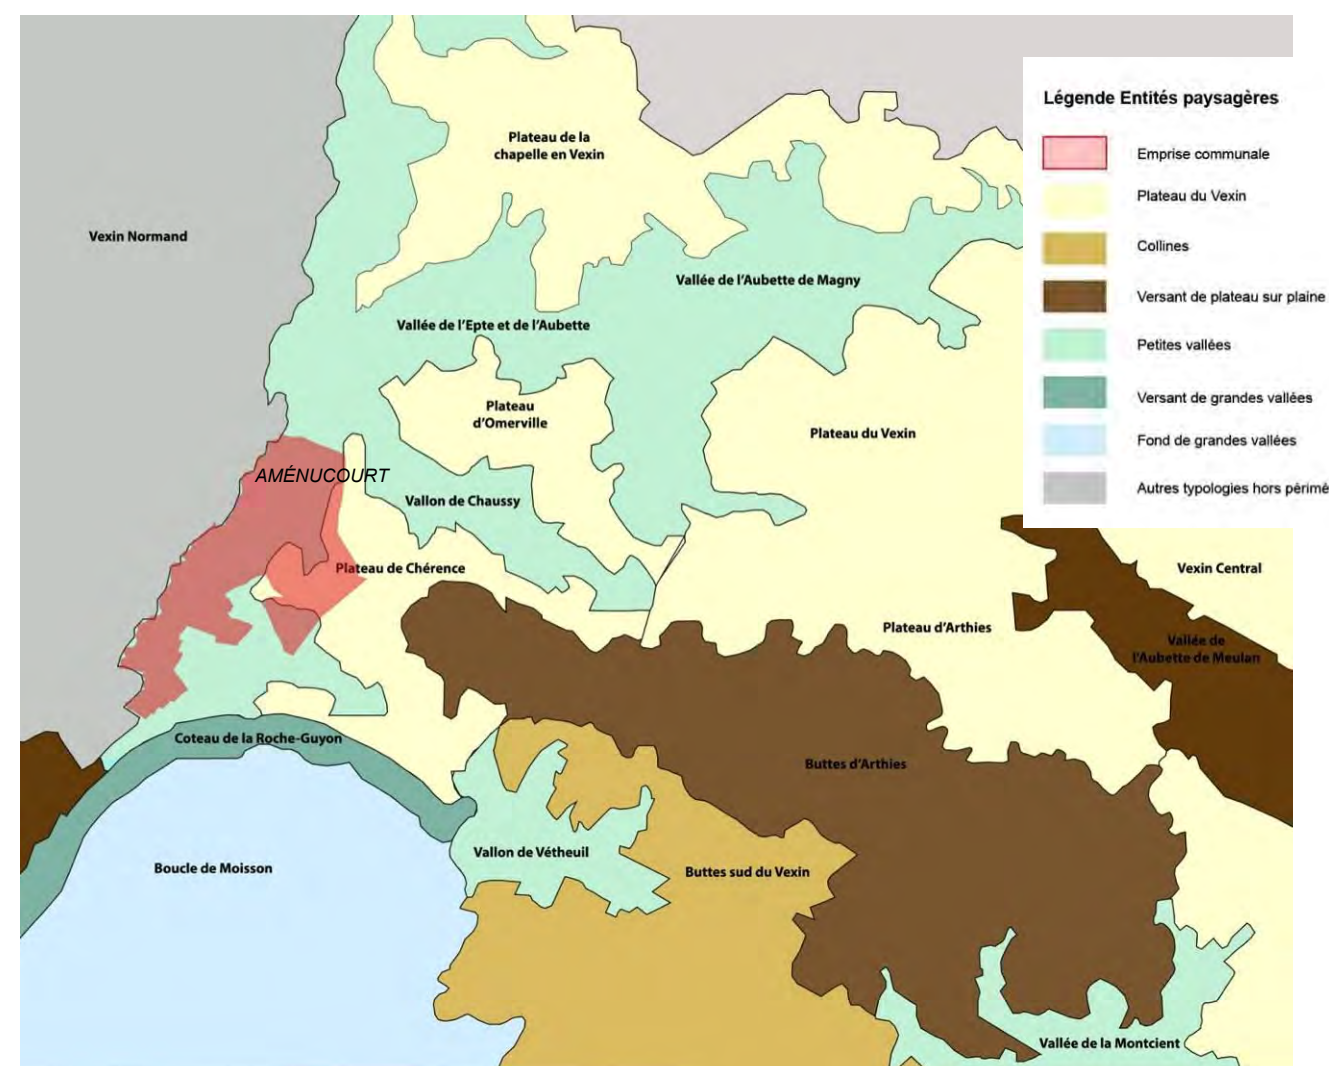 Légende Entités paysagères
Emprise communale
Plateau du Vexin
Collines
Versant de plateau sur plaine
Petites vallées
Versant de grandes vallées
Fond de grandes vallées
Autres typologies hors périmè
Plateau de la
chapelle en Vexin
Vexin Normand
Vallée de l'Aubette de Magny
Vallée de l'Epte et de l'Aubette
Plateau
d'Omerville
Plateau du Vexin
AMÉNUCOURT
Vallon de Chaussy
Plateau de Chérence
Vexin Central
Plateau d'Arthies
Vallée de
l'Aubette de Meulan
Coteau de la Roche-Guyon
Buttes d'Arthies
Boucle de Moisson
Vallon de Vétheuil
Buttes sud du Vexin
Vallée de la Montcient